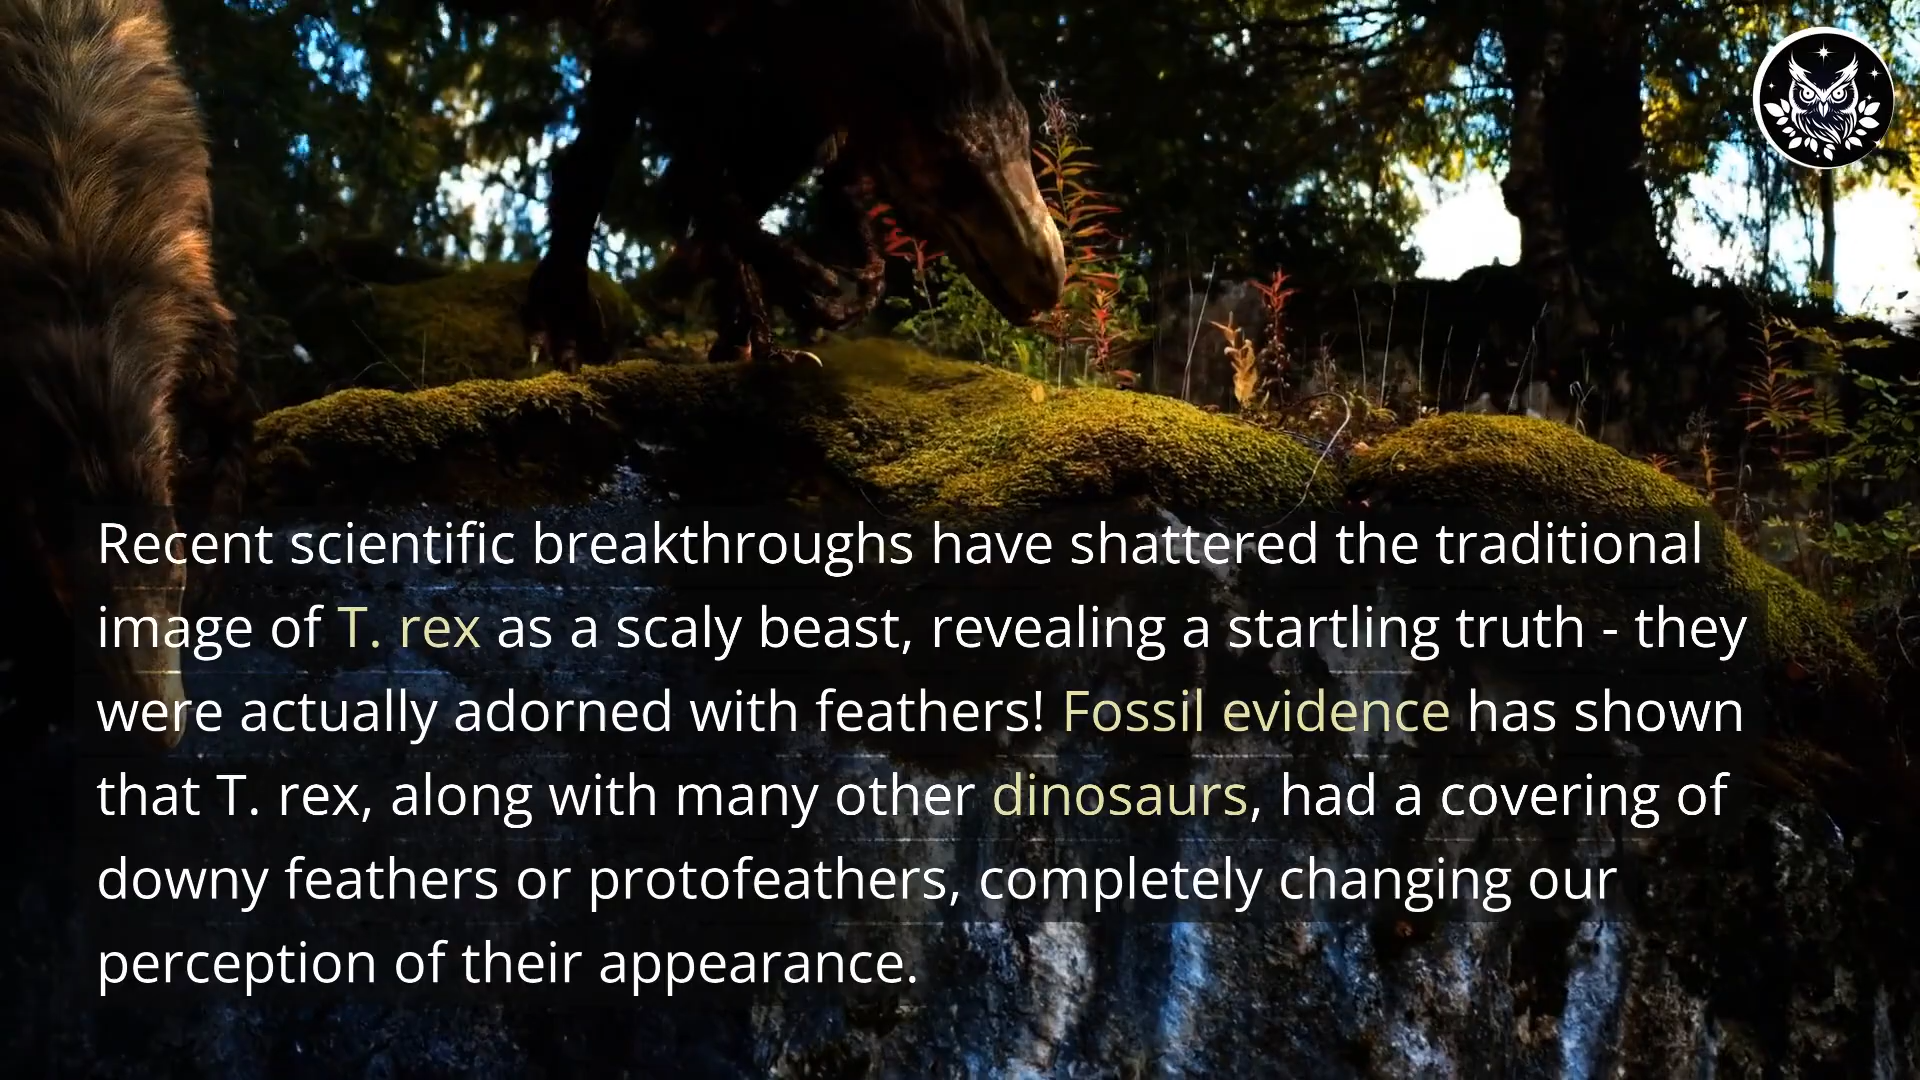 Recent scientific breakthroughs have shattered the traditional
image of T. rex as a scaly beast, revealing a startling truth - they
were actually adorned with feathers! Fossil evidence has shown
that T. rex, along with many other dinosaurs, had a covering of
downy feathers or protofeathers, completely changing our
perception of their appearance.